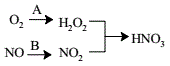 O₂ A H₂O₂
HNO₃
NO B NO₂